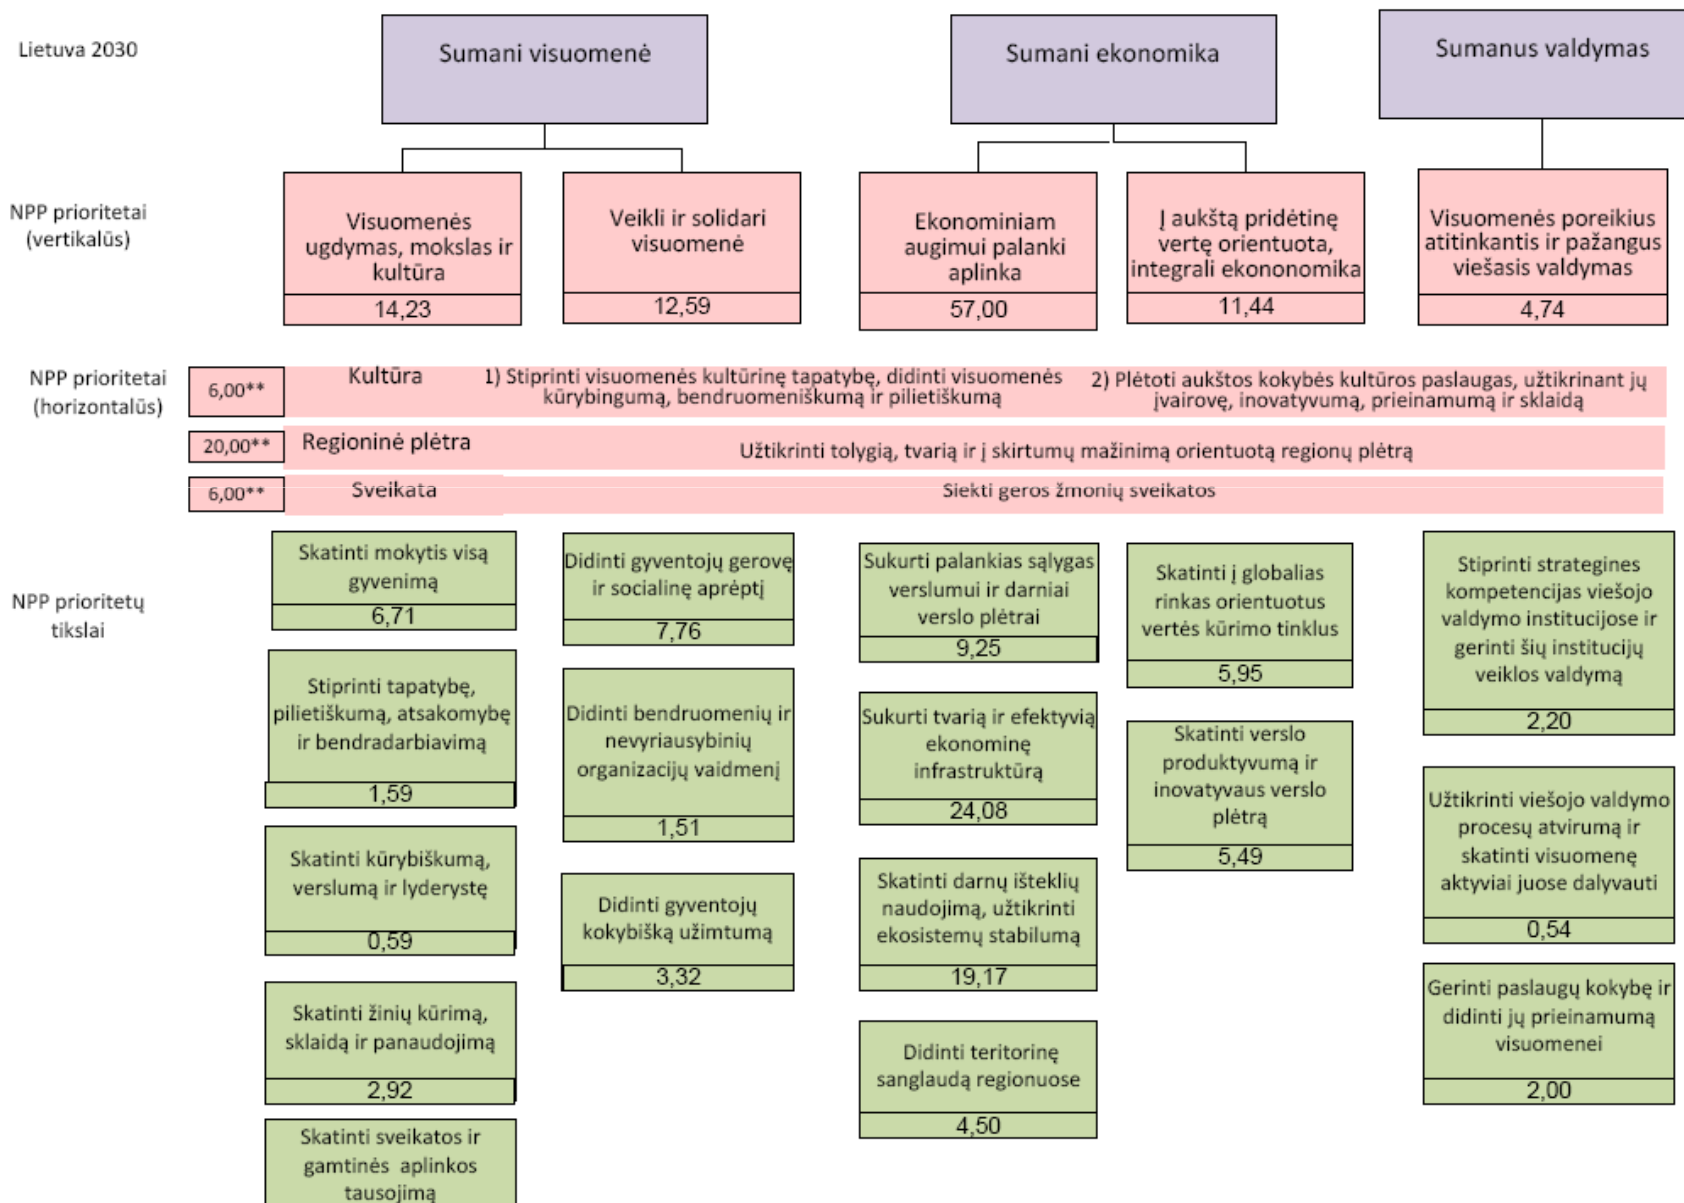 Lietuva 2030
Sumani visuomenė
Sumani ekonomika
Sumanus valdymas
NPP prioritetai
(vertikalūs)
Visuomenės
ugdymas, mokslas ir
kultūra
14,23
Veikli ir solidari
visuomenė
12,59
Ekonominiam
augimui palanki
aplinka
57,00
Į aukštą pridėtinę
vertę orientuota,
integrali ekononomika
11,44
Visuomenės poreikius
atitinkantis ir pažangus
viešasis valdymas
4,74
NPP prioritetai
(horizontalūs)
6,00**
Kultūra
1) Stiprinti visuomenės kultūrinę tapatybę, didinti visuomenės
kūrybingumą, bendruomeniškumą ir pilietiškumą
2) Plėtoti aukštos kokybės kultūros paslaugas, užtikrinant jų
įvairovę, inovatyvumą, prieinamumą ir sklaidą
20,00**
Regioninė plėtra
Užtikrinti tolygią, tvarią ir į skirtumų mažinimą orientuotą regionų plėtrą
6,00**
Sveikata
Siekti geros žmonių sveikatos
NPP prioritetų
tikslai
Skatinti mokytis visą
gyvenimą
6,71
Stiprinti tapatybę,
pilietiškumą, atsakomybę
ir bendradarbiavimą
1,59
Skatinti kūrybiškumą,
verslumą ir lyderystę
0,59
Skatinti žinių kūrimą,
sklaidą ir panaudojimą
2,92
Skatinti sveikatos ir
gamtinės aplinkos
tausojimą
Didinti gyventojų gerovę
ir socialinę aprėptį
7,76
Didinti bendruomenių ir
nevyriausybinių
organizacijų vaidmenį
1,51
Didinti gyventojų
kokybišką užimtumą
3,32
Sukurti palankias sąlygas
verslumui ir darniai
verslo plėtrai
9,25
Sukurti tvarią ir efektyvią
ekonominę
infrastruktūrą
24,08
Skatinti darnų išteklių
naudojimą, užtikrinti
ekosistemų stabilumą
19,17
Didinti teritorinę
sanglaudą regionuose
4,50
Skatinti į globalias
rinkas orientuotus
vertės kūrimo tinklus
5,95
Skatinti verslo
produktyvumą ir
inovatyvaus verslo
plėtrą
5,49
Stiprinti strategines
kompetencijas viešojo
valdymo institucijose ir
gerinti šių institucijų
veiklos valdymą
2,20
Užtikrinti viešojo valdymo
procesų atvirumą ir
skatinti visuomenę
aktyviai juose dalyvauti
0,54
Gerinti paslaugų kokybę ir
didinti jų prieinamumą
visuomenei
2,00